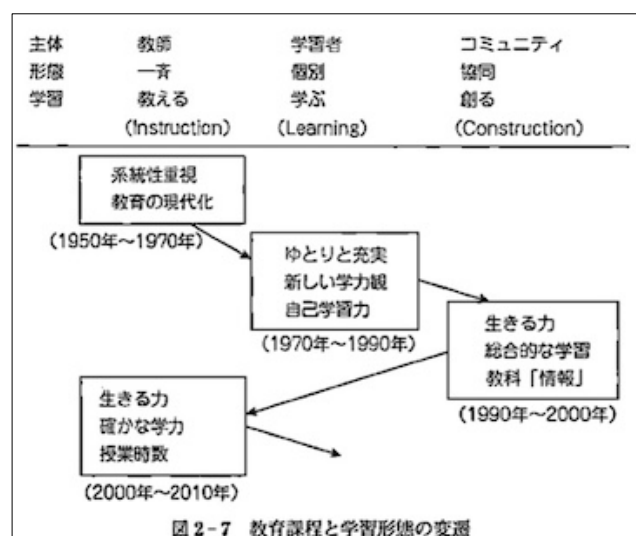 主体 教師 学習者 コミュニティ
形態 一斉 個別 協同
学習 教える 学ぶ 創る
(Instruction) (Learning) (Construction)
系統性重視
教育の現代化
(1950年〜1970年)
ゆとりと充実
新しい学力観
自己学習力
(1970年〜1990年)
生きる力
総合的な学習
教科「情報」
(1990年〜2000年)
生きる力
確かな学力
授業時数
(2000年〜2010年)
図2-7 教育課程と学習形態の変遷